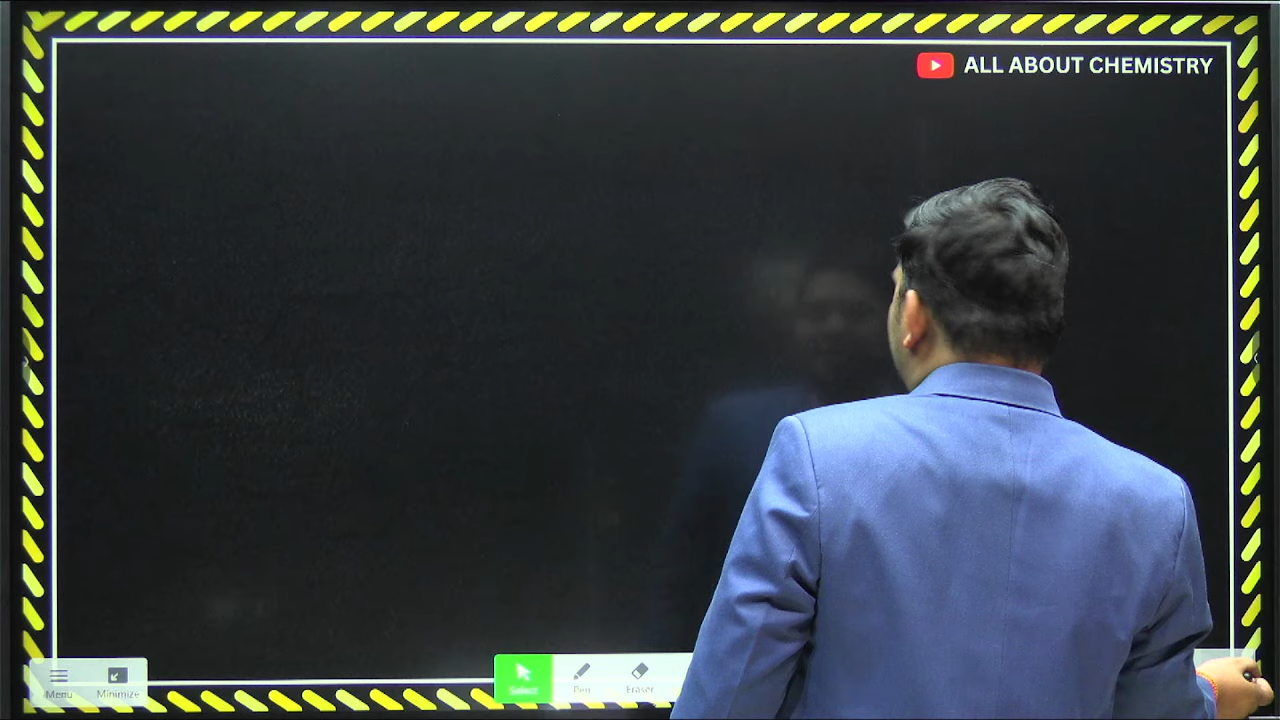 ALL ABOUT CHEMISTRY
Menu
Minimize
Select
Pen
Eraser